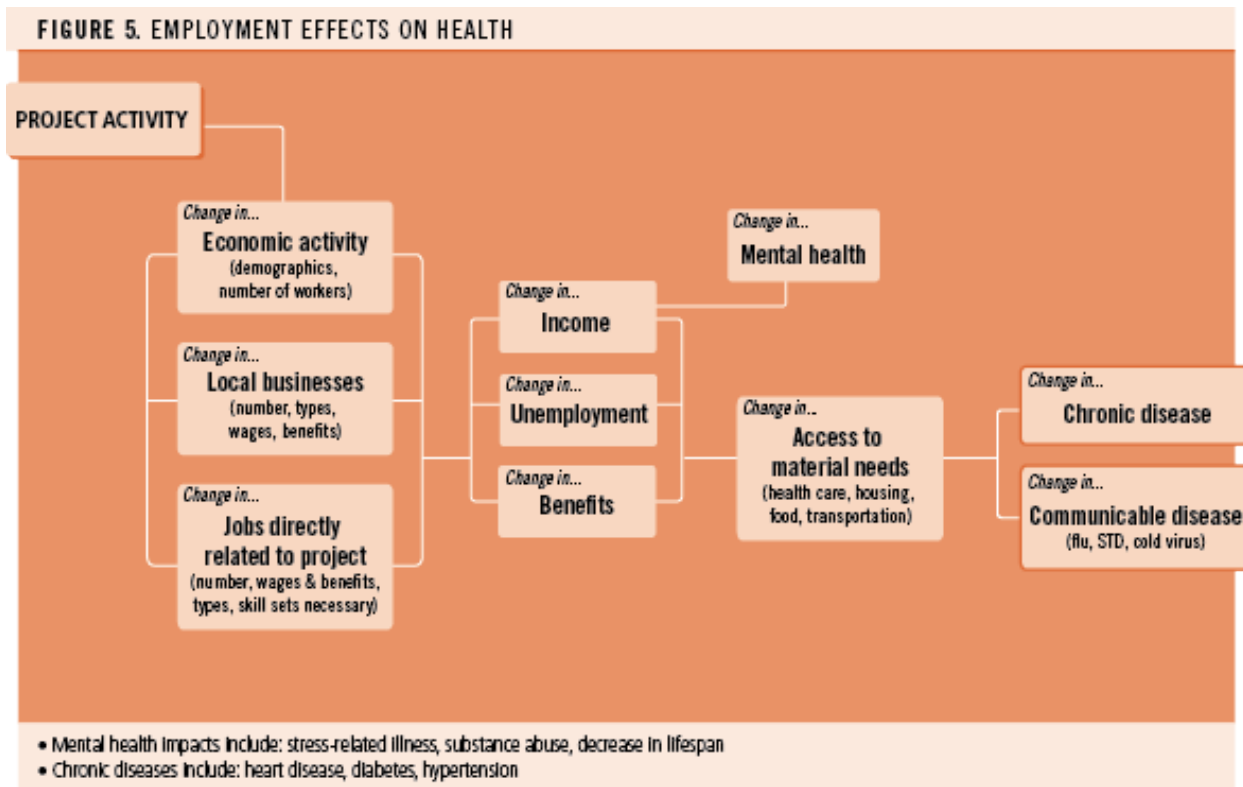 FIGURE 5. EMPLOYMENT EFFECTS ON HEALTH
PROJECT ACTIVITY
Change in...
Economic activity
(demographics,
number of workers)
Change in...
Local businesses
(number, types,
wages, benefits)
Change in...
Jobs directly
related to project
(number, wages & benefits,
types, skill sets necessary)
Change in...
Income
Change in...
Unemployment
Change in...
Benefits
Change in...
Mental health
Change in...
Access to
material needs
(health care, housing,
food, transportation)
Change in...
Chronic disease
Change in...
Communicable disease
(flu, STD, cold virus)
• Mental health impacts include: stress-related illness, substance abuse, decrease in lifespan
• Chronic diseases include: heart disease, diabetes, hypertension